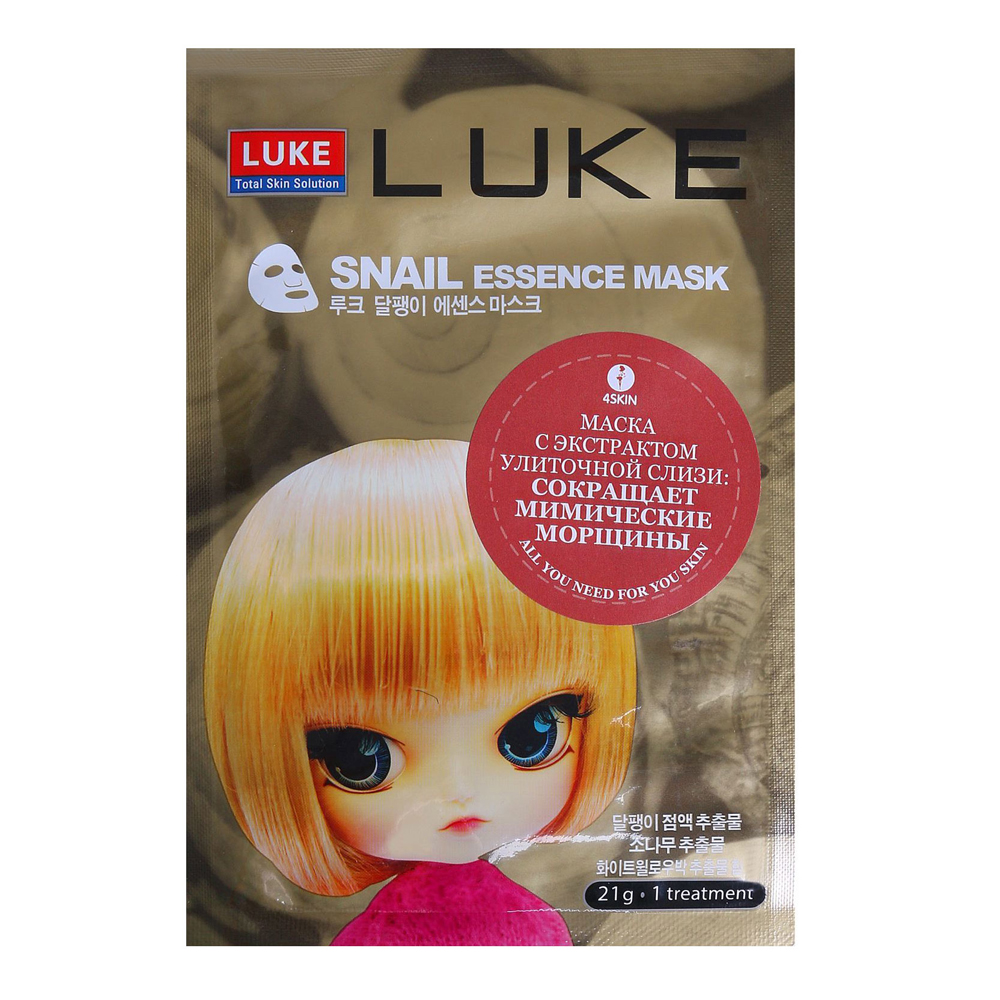 LUKE
Total Skin Solution
LUKE
SNAIL ESSENCE MASK
루크 달팽이 에센스 마스크
4SKIN
МАСКА
С ЭКСТРАКТОМ
УЛИТОЧНОЙ СЛИЗИ:
СОКРАЩАЕТ
МИМИЧЕСКИЕ
МОРЩИНЫ
ALL YOU NEED FOR YOU SKIN
달팽이 점액 추출물
소나무 추출물
화이트윌로우박 추출물
21g · 1 treatment